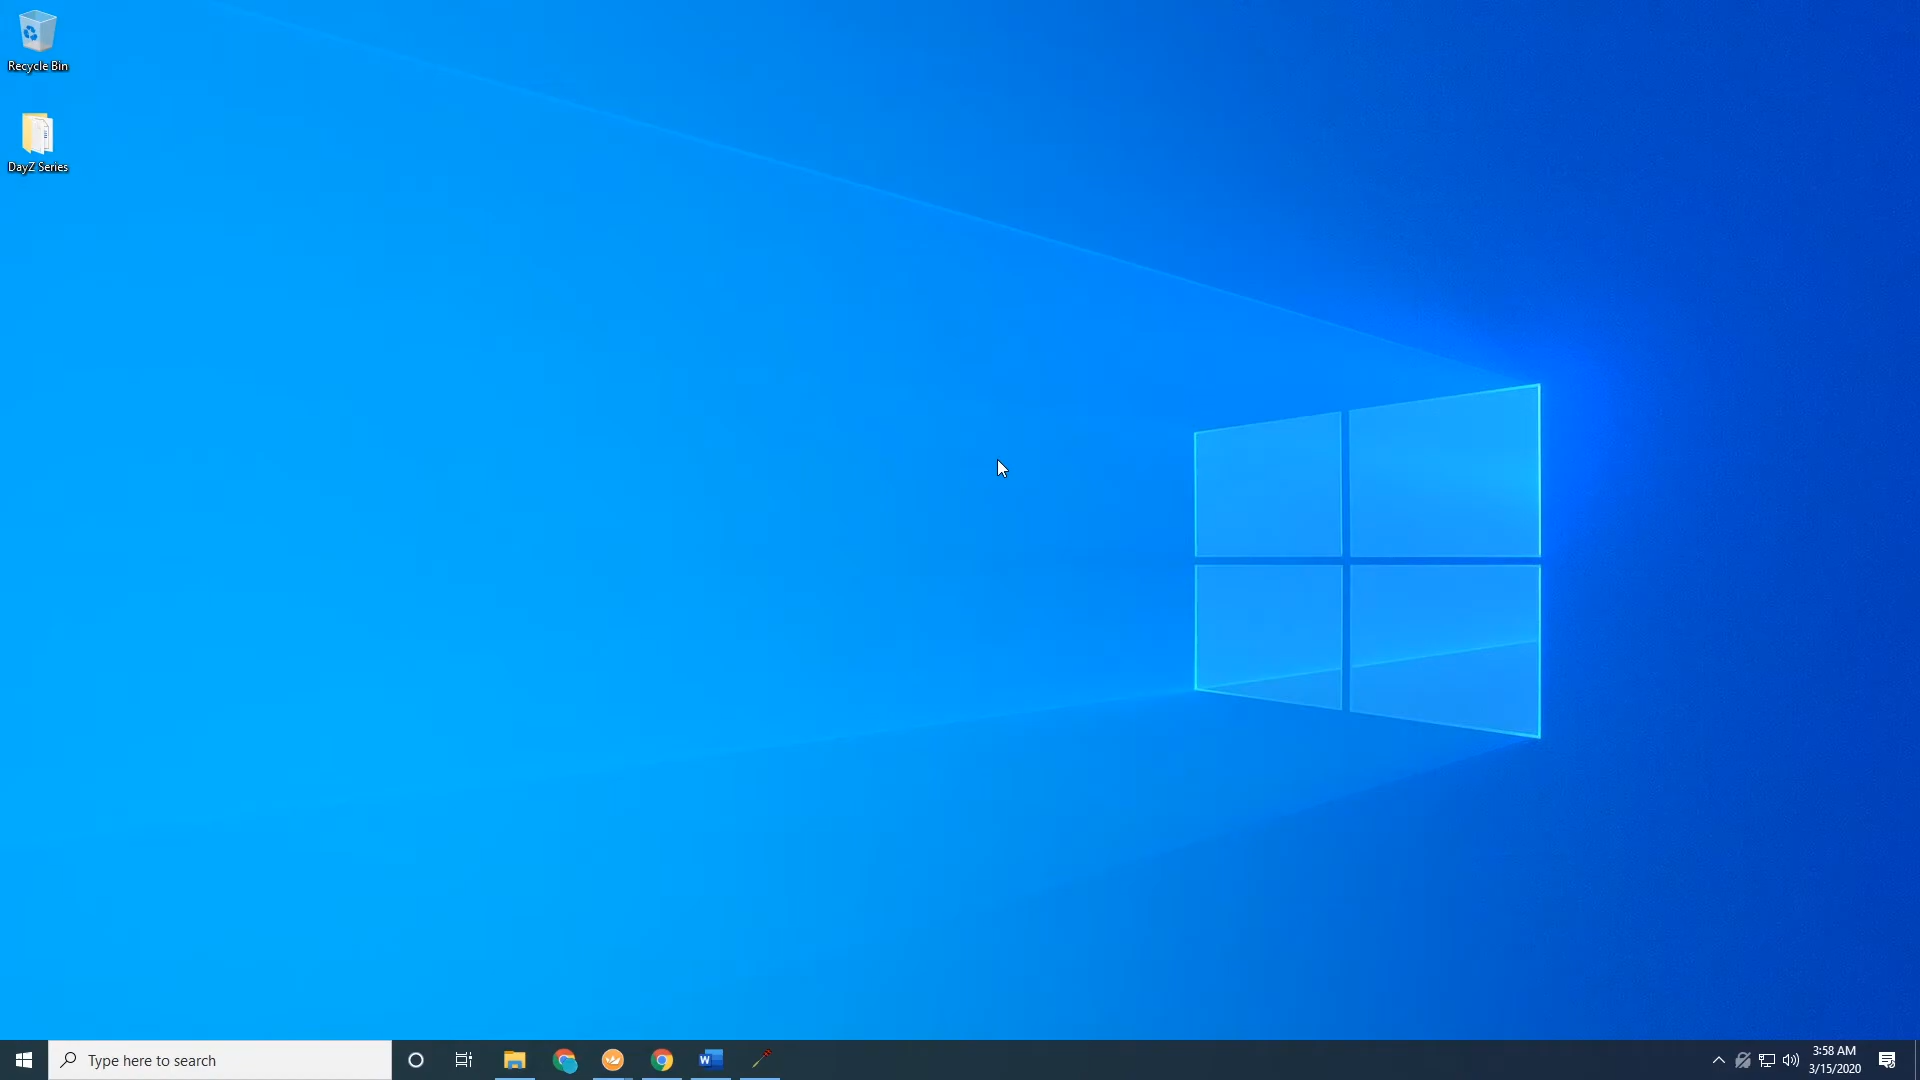 Recycle Bin
DayZ Series
Type here to search
W
3:58 AM
3/15/2020